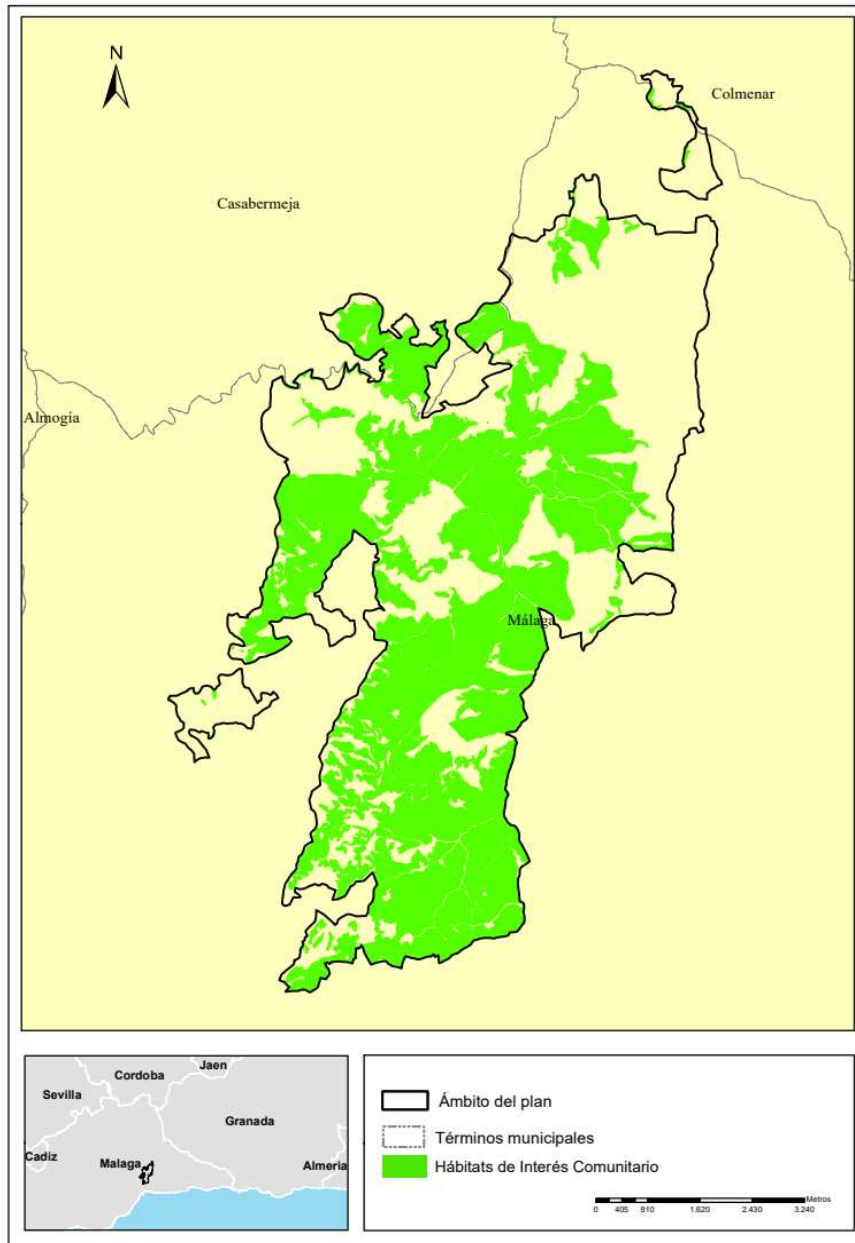 N
Colmenar
Casabermeja
Almogía
Málaga
Jaen
Cordoba
Sevilla
Granada
Cadiz
Malaga
Almeria
Ámbito del plan
Términos municipales
Hábitats de Interés Comunitario
Metros
0 405 810 1.620 2.430 3.240